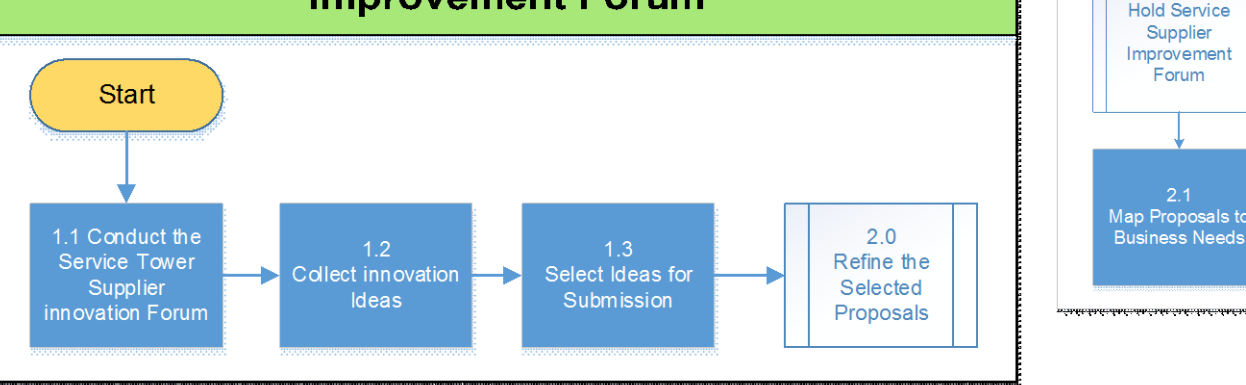 Improvement Forum
Start
1.1 Conduct the
Service Tower
Supplier
innovation Forum
1.2
Collect innovation
Ideas
1.3
Select Ideas for
Submission
2.0
Refine the
Selected
Proposals
Hold Service
Supplier
Improvement
Forum
2.1
Map Proposals to
Business Needs